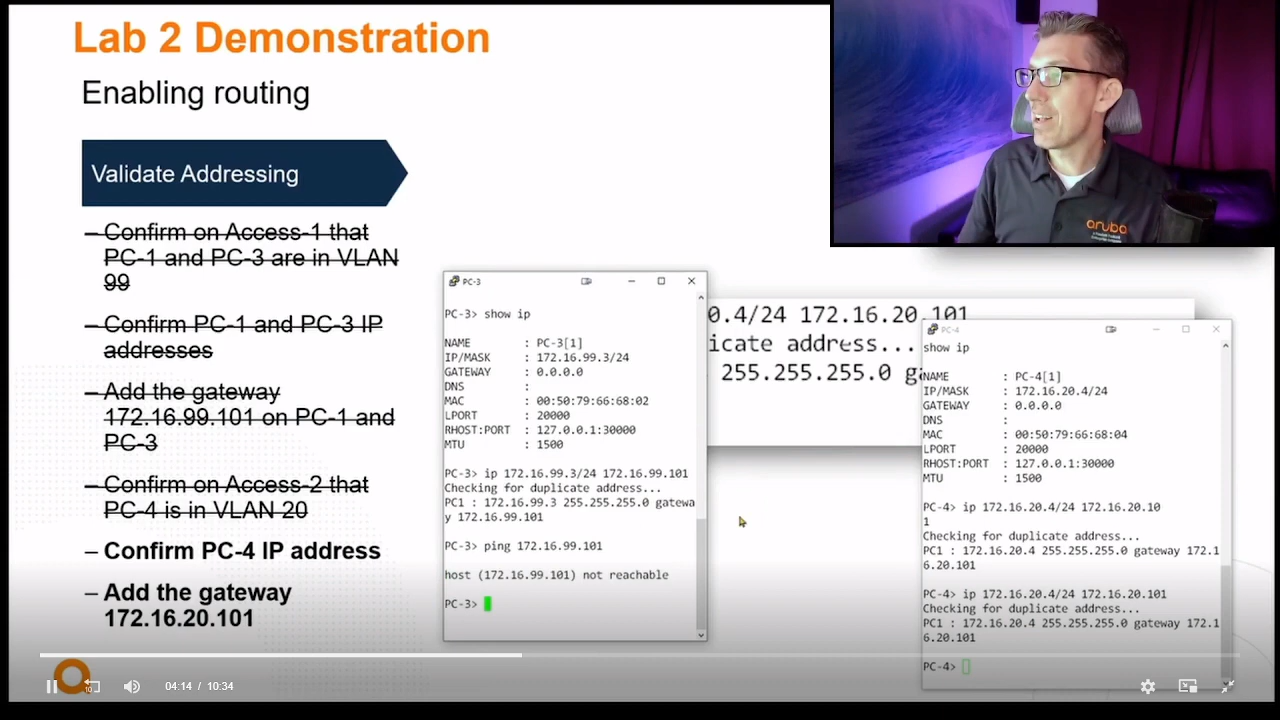 Lab 2 Demonstration
Enabling routing
Validate Addressing
– Confirm on Access-1 that
PC-1 and PC-3 are in VLAN
99
– Confirm PC-1 and PC-3 IP
addresses
– Add the gateway
172.16.99.101 on PC-1 and
PC-3
– Confirm on Access-2 that
PC-4 is in VLAN 20
– Confirm PC-4 IP address
– Add the gateway
172.16.20.101
PC-3
PC-3> show ip
NAME : PC-3[1]
IP/MASK : 172.16.99.3/24
GATEWAY : 0.0.0.0
DNS :
MAC : 00:50:79:66:68:02
LPORT : 20000
RHOST:PORT : 127.0.0.1:30000
MTU : 1500
PC-3> ip 172.16.99.3/24 172.16.99.101
Checking for duplicate address...
PC1 : 172.16.99.3 255.255.255.0 gatewa
y 172.16.99.101
PC-3> ping 172.16.99.101
host (172.16.99.101) not reachable
PC-3>
0.4/24 172.16.20.101
icate address...
255.255.255.0 ga
PC-4
show ip
NAME : PC-4[1]
IP/MASK : 172.16.20.4/24
GATEWAY : 0.0.0.0
DNS :
MAC : 00:50:79:66:68:04
LPORT : 20000
RHOST:PORT : 127.0.0.1:30000
MTU : 1500
PC-4> ip 172.16.20.4/24 172.16.20.10
1
Checking for duplicate address...
PC1 : 172.16.20.4 255.255.255.0 gateway 172.1
6.20.101
PC-4> ip 172.16.20.4/24 172.16.20.101
Checking for duplicate address...
PC1 : 172.16.20.4 255.255.255.0 gateway 172.1
6.20.101
PC-4>
aruba
10
04:14 / 10:34